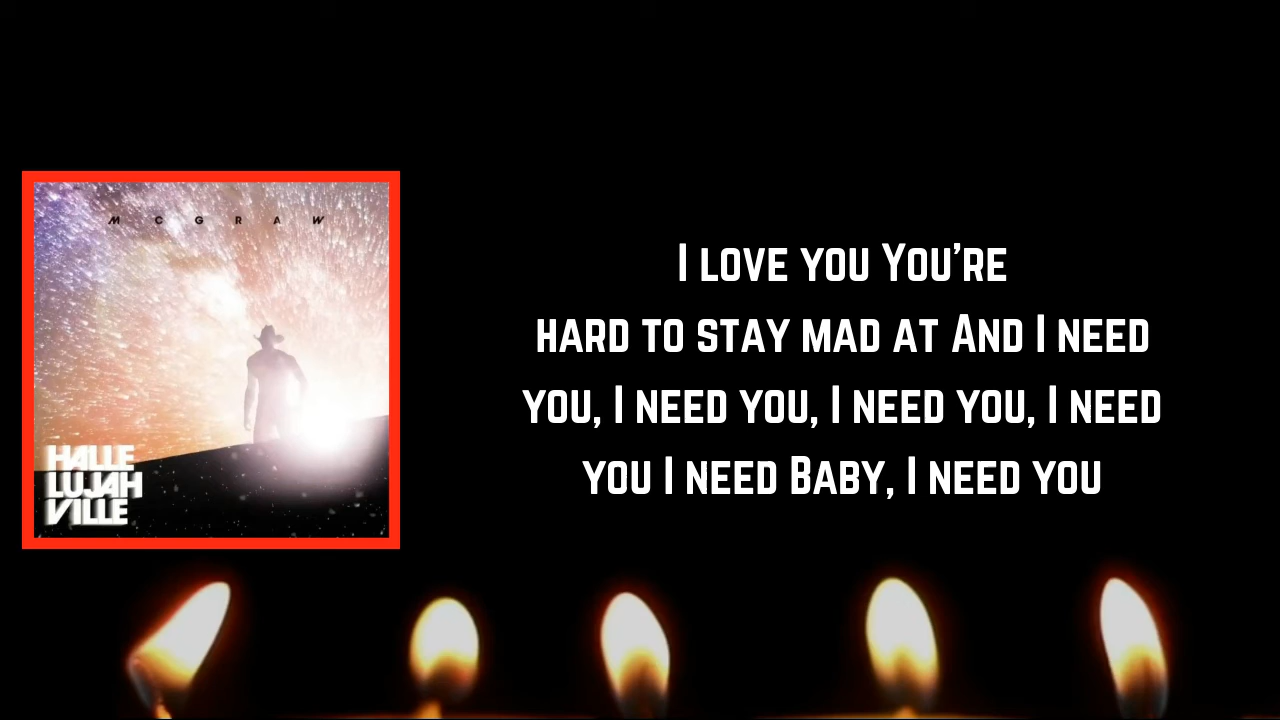 MCGRAW
HALLE
LUJAH
VILLE
I LOVE YOU YOU'RE
HARD TO STAY MAD AT AND I NEED
YOU, I NEED YOU, I NEED YOU, I NEED
YOU I NEED BABY, I NEED YOU